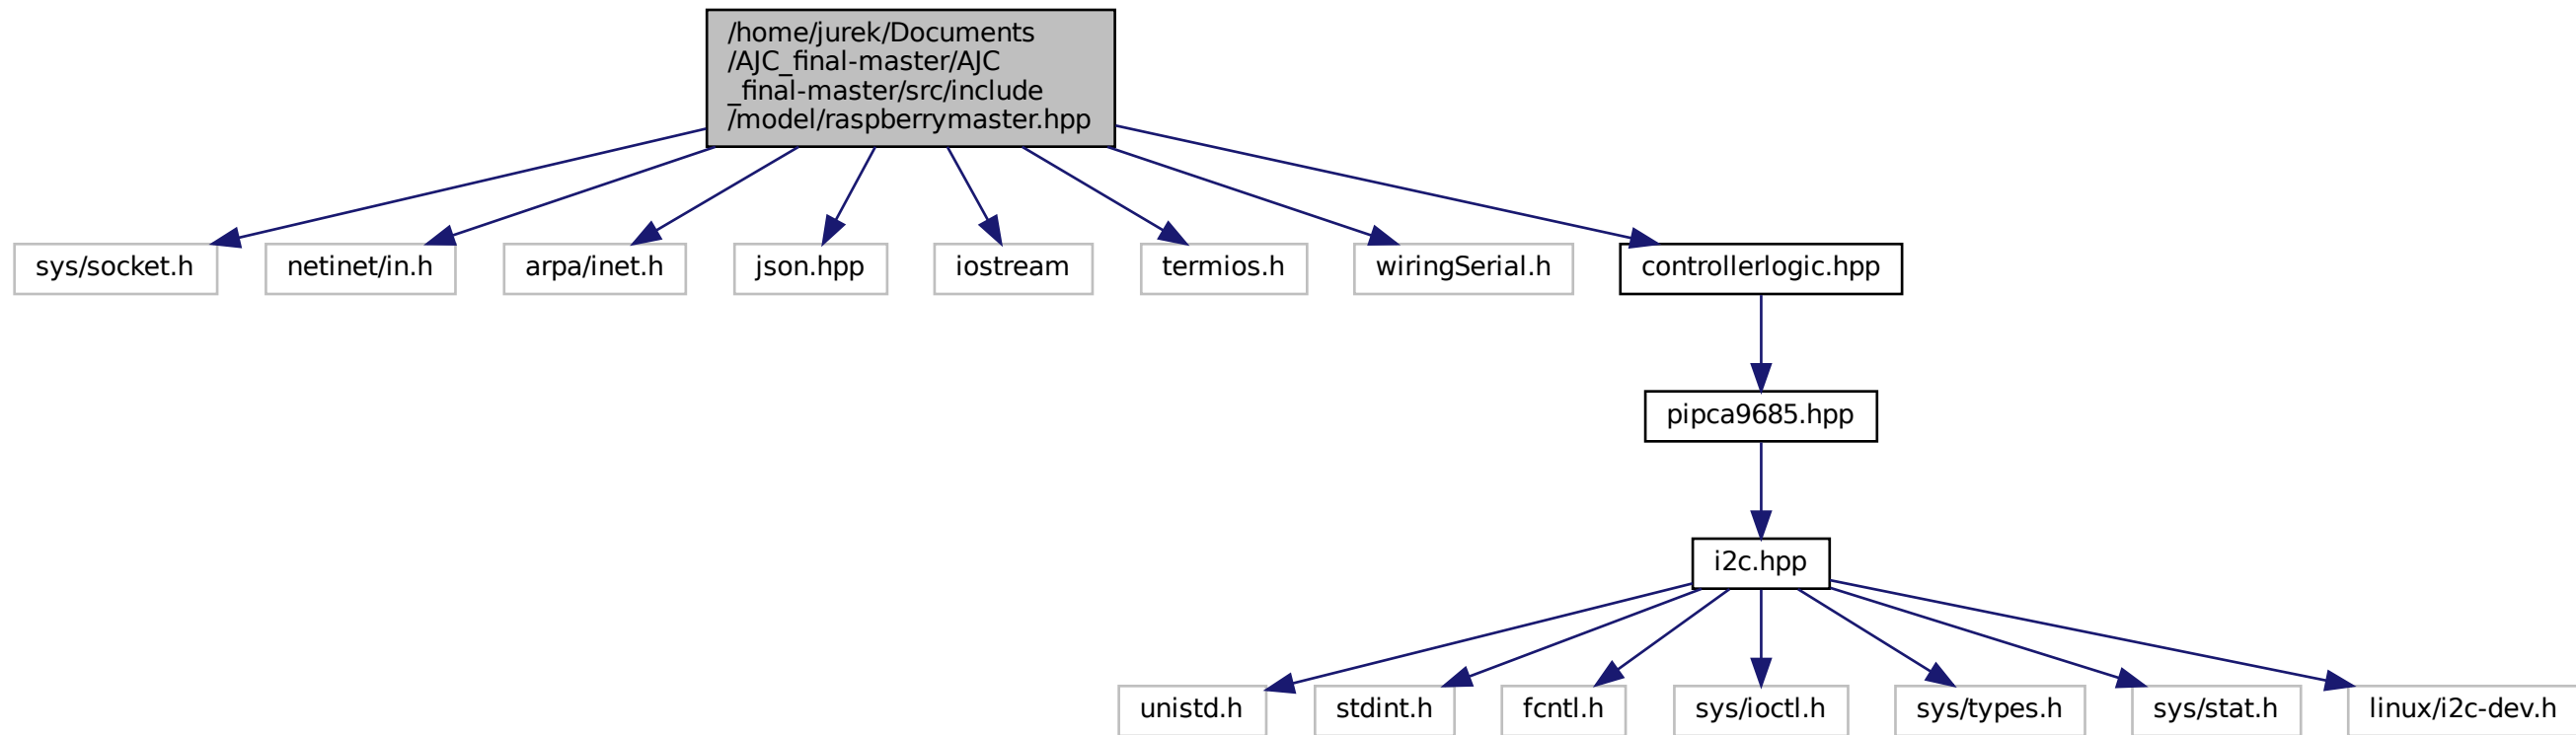 /home/jurek/Documents
/AJC_final-master/AJC
_final-master/src/include
/model/raspberrymaster.hpp
sys/socket.h
netinet/in.h
arpa/inet.h
json.hpp
iostream
termios.h
wiringSerial.h
controllerlogic.hpp
pipca9685.hpp
i2c.hpp
unistd.h
stdint.h
fcntl.h
sys/ioctl.h
sys/types.h
sys/stat.h
linux/i2c-dev.h